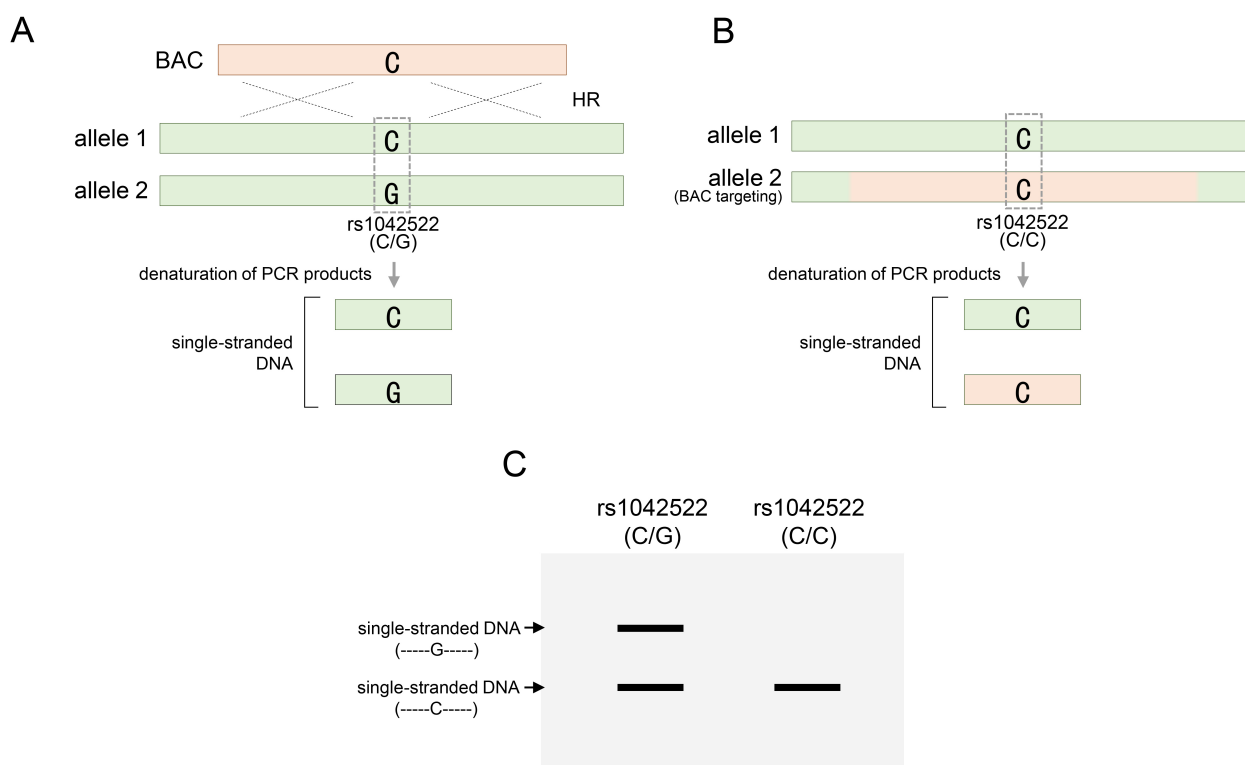 A
BAC
C
HR
allele 1
C
allele 2
G
rs1042522
(C/G)
denaturation of PCR products
single-stranded
DNA
C
G
B
allele 1
C
allele 2
(BAC targeting)
C
rs1042522
(C/C)
denaturation of PCR products
single-stranded
DNA
C
C
C
rs1042522
(C/G)
rs1042522
(C/C)
single-stranded DNA
(-----G-----)
single-stranded DNA
(-----C-----)